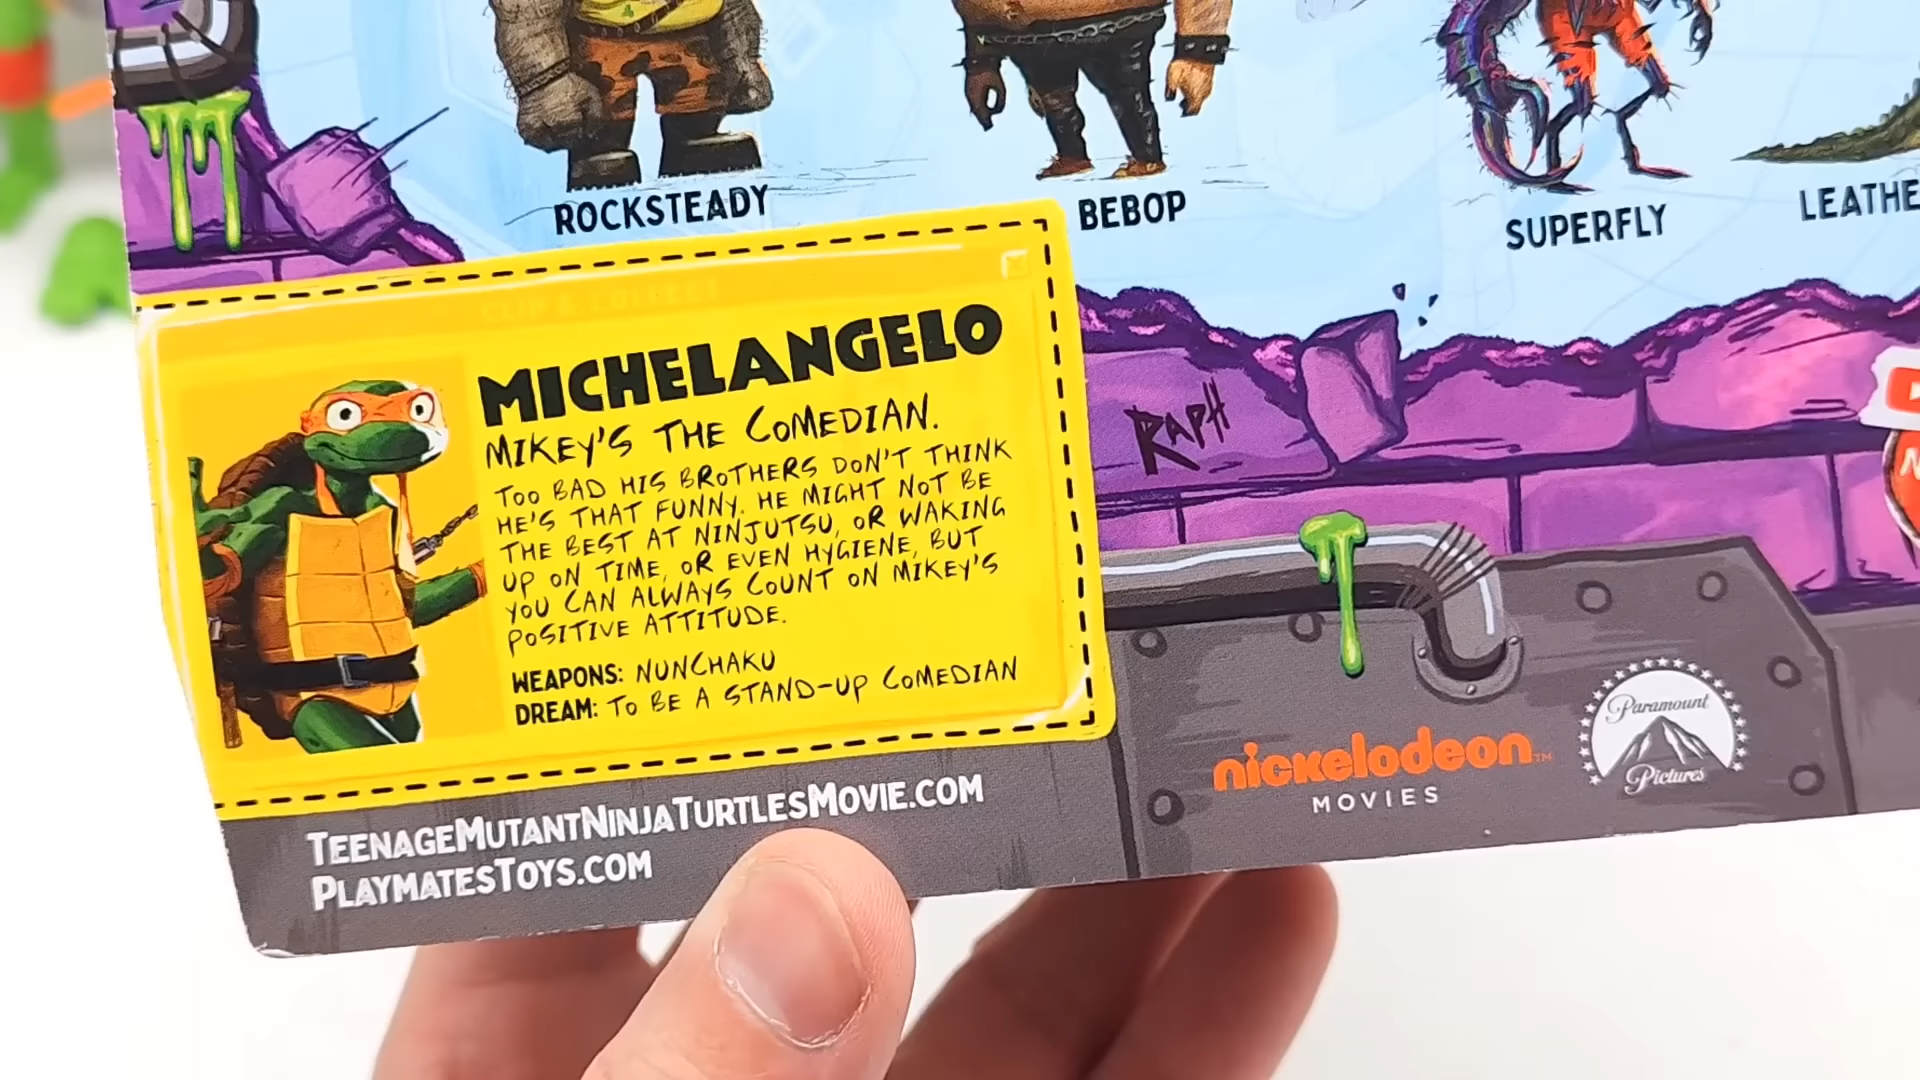 ROCKSTEADY
BEBOP
SUPERFLY
LEATHE
CLIP & COLLECT
MICHELANGELO
MIKEY'S THE COMEDIAN.
TOO BAD HIS BROTHERS DON'T THINK
HE'S THAT FUNNY. HE MIGHT NOT BE
THE BEST AT NINJUTSU, OR WAKING
UP ON TIME, OR EVEN HYGIENE, BUT
YOU CAN ALWAYS COUNT ON MIKEY'S
POSITIVE ATTITUDE.
WEAPONS: NUNCHAKU
DREAM: TO BE A STAND-UP COMEDIAN
RAPH
TEENAGEMUTANTNINJATURTLESMOVIE.COM
PLAYMATESTOYS.COM
nickelodeon™
MOVIES
Paramount
Pictures